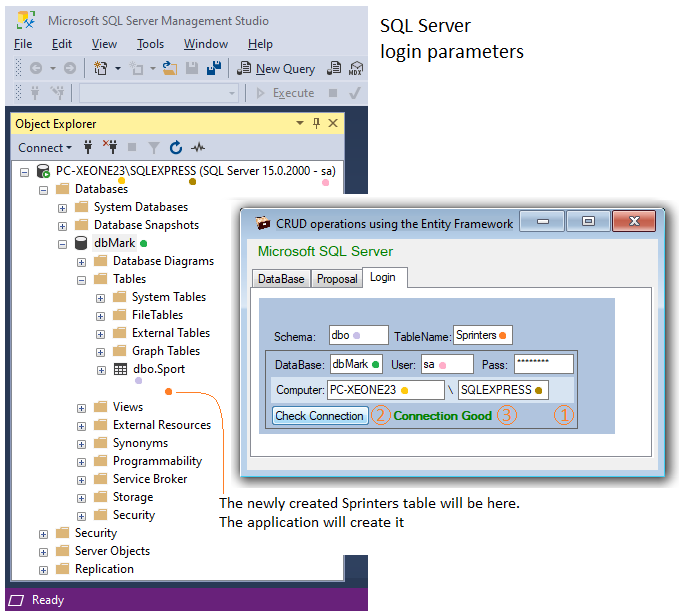 Microsoft SQL Server Management Studio
SQL Server
login parameters
File Edit View Tools Window Help
New Query MDX
Execute
Object Explorer
Connect
PC-XEONE23\SQLEXPRESS (SQL Server 15.0.2000 - sa)
Databases
System Databases
Database Snapshots
dbMark
Database Diagrams
Tables
System Tables
FileTables
External Tables
Graph Tables
dbo.Sport
Views
External Resources
Synonyms
Programmability
Service Broker
Storage
Security
Security
Server Objects
Replication
Ready
CRUD operations using the Entity Framework
Microsoft SQL Server
DataBase Proposal Login
Schema: dbo TableName: Sprinters
DataBase: dbMark User: sa Pass: ********
Computer: PC-XEONE23 \ SQLEXPRESS
Check Connection 2 Connection Good 3 1
The newly created Sprinters table will be here.
The application will create it